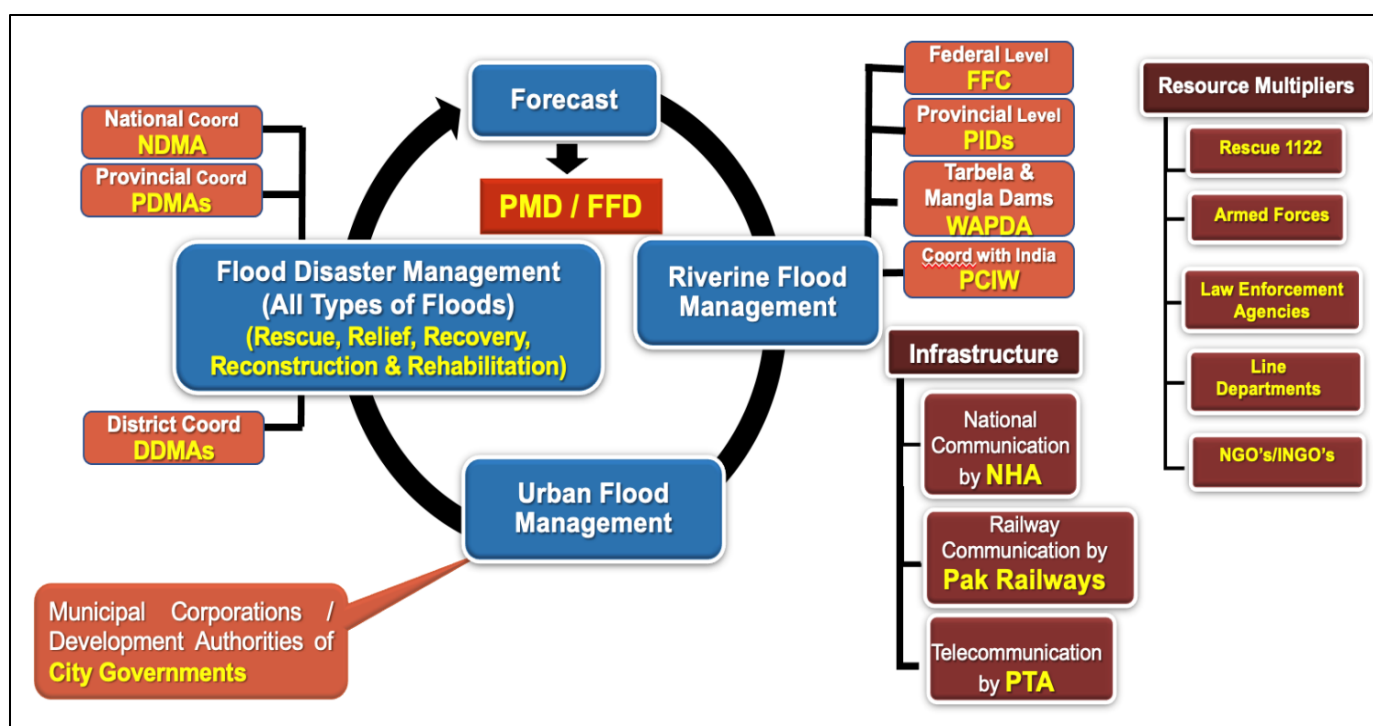 Forecast
PMD / FFD
National Coord
NDMA
Provincial Coord
PDMAs
Flood Disaster Management
(All Types of Floods)
(Rescue, Relief, Recovery,
Reconstruction & Rehabilitation)
District Coord
DDMAs
Urban Flood
Management
Municipal Corporations /
Development Authorities of
City Governments
Riverine Flood
Management
Federal Level
FFC
Provincial Level
PIDs
Tarbela &
Mangla Dams
WAPDA
Coord with India
PCIW
Infrastructure
National
Communication
by NHA
Railway
Communication by
Pak Railways
Telecommunication
by PTA
Resource Multipliers
Rescue 1122
Armed Forces
Law Enforcement
Agencies
Line
Departments
NGO's/INGO's